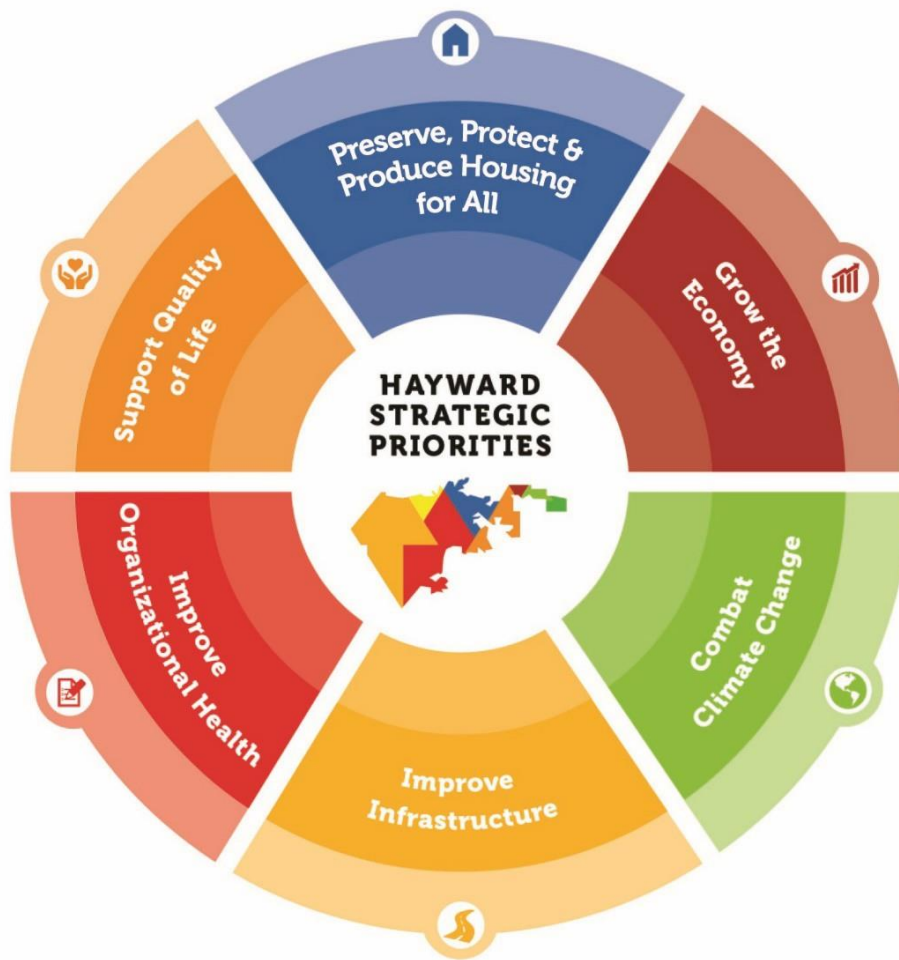 Preserve, Protect &
Produce Housing
for All
Grow the
Economy
Combat
Climate Change
Improve
Infrastructure
Improve
Organizational Health
Support Quality
of Life
HAYWARD
STRATEGIC
PRIORITIES